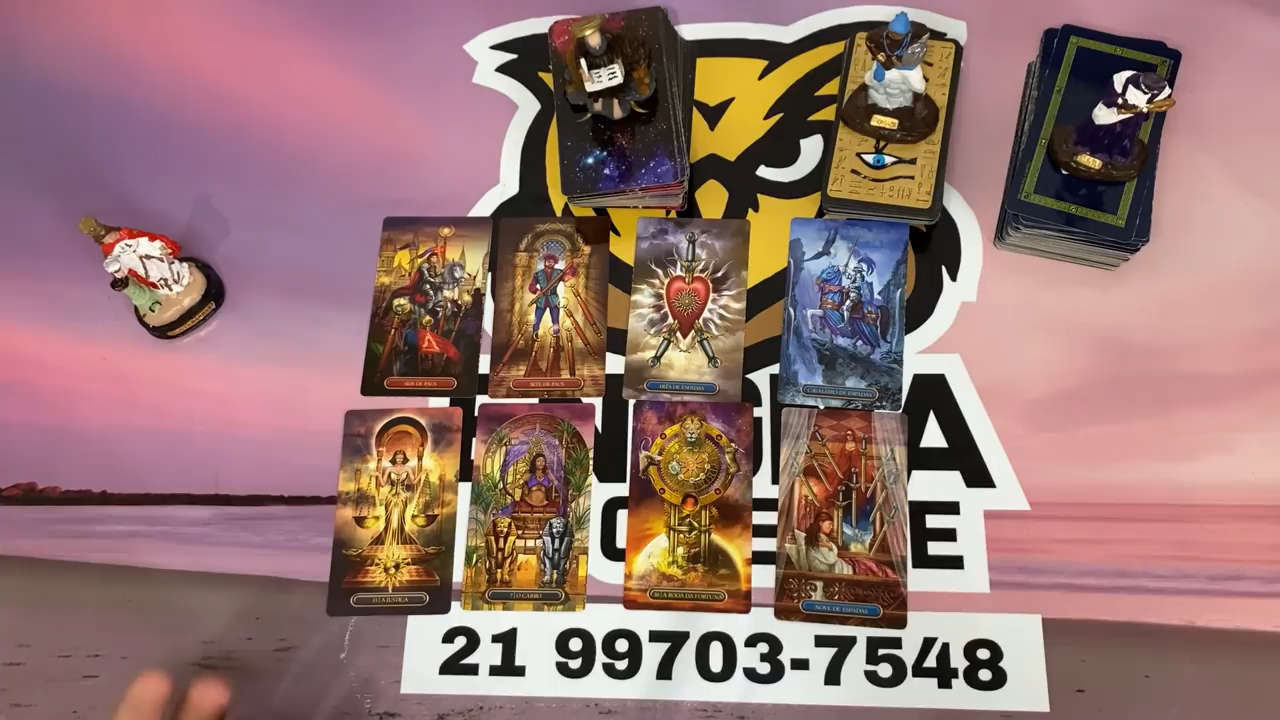 SEIS DE PAUS
SETE DE PAUS
TRÊS DE ESPADAS
CAVALEIRO DE ESPADAS
11 | A JUSTIÇA
7 | O CARRO
10 | A RODA DA FORTUNA
NOVE DE ESPADAS
21 99703-7548